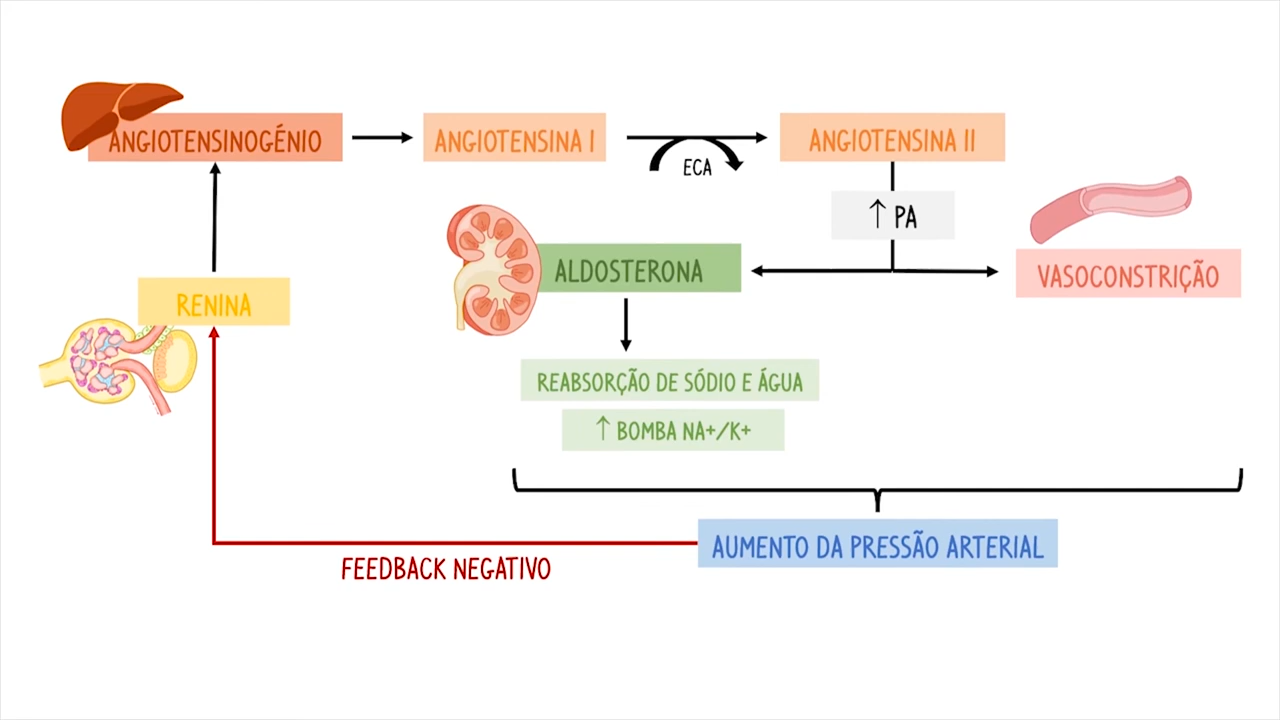 ANGIOTENSINOGÉNIO
ANGIOTENSINA I
ECA
ANGIOTENSINA II
↑ PA
ALDOSTERONA
VASOCONSTRIÇÃO
RENINA
REABSORÇÃO DE SÓDIO E ÁGUA
↑ BOMBA NA+/K+
AUMENTO DA PRESSÃO ARTERIAL
FEEDBACK NEGATIVO